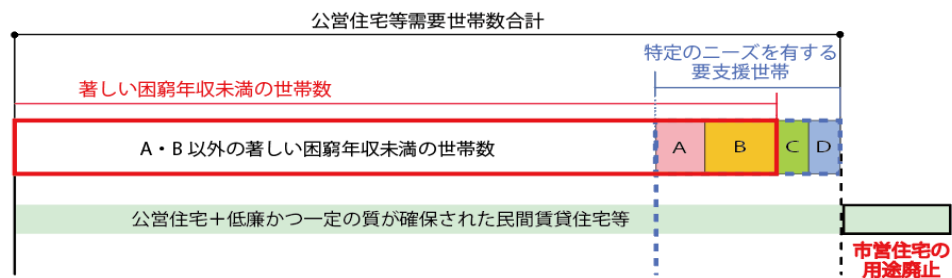 公営住宅等需要世帯数合計
特定のニーズを有する
要支援世帯
著しい困窮年収未満の世帯数
A・B以外の著しい困窮年収未満の世帯数
A
B
C
D
公営住宅+低廉かつ一定の質が確保された民間賃貸住宅等
市営住宅の
用途廃止